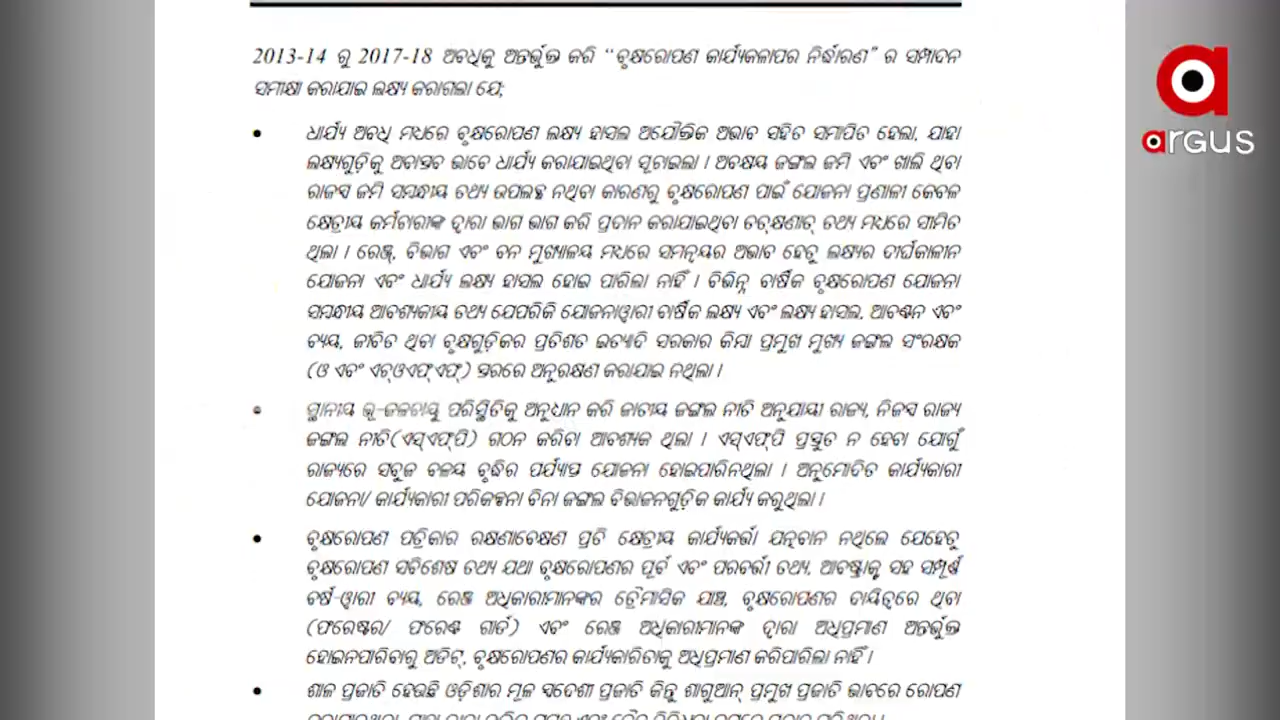 2013-14 ରୁ 2017-18 ଅବଧିକୁ ଅନ୍ତର୍ଭୁକ୍ତ କରି “ବୃକ୍ଷରୋପଣ କାର୍ଯ୍ୟକଳାପର ନିର୍ଦ୍ଧାରଣ” ର ସମ୍ପାଦନ
ସମୀକ୍ଷା କରାଯାଇ ଲକ୍ଷ୍ୟ କରାଗଲା ଯେ;
• ଧାର୍ଯ୍ୟ ଅବଧି ମଧ୍ୟରେ ବୃକ୍ଷରୋପଣ ଲକ୍ଷ୍ୟ ହାସଲ ଅଯୌକ୍ତିକ ଅଭାବ ସହିତ ସମାପିତ ହେଲା, ଯାହା
ଲକ୍ଷ୍ୟଗୁଡ଼ିକୁ ଅବାସ୍ତବ ଭାବେ ଧାର୍ଯ୍ୟ କରାଯାଇଥିବା ସୂଚାଇଲା । ଅବକ୍ଷୟ ଜଙ୍ଗଲ ଜମି ଏବଂ ଖାଲି ଥିବା
ରାଜସ୍ୱ ଜମି ସମ୍ବନ୍ଧୀୟ ତଥ୍ୟ ଉପଲବ୍ଧ ନଥିବା କାରଣରୁ ବୃକ୍ଷରୋପଣ ପାଇଁ ଯୋଜନା ପ୍ରଣାଳୀ କେବଳ
କ୍ଷେତ୍ରୀୟ କର୍ମଚାରୀଙ୍କ ଦ୍ୱାରା ଭାଗ ଭାଗ କରି ପ୍ରଦାନ କରାଯାଇଥିବା ତତ୍‌କ୍ଷଣାତ୍ ତଥ୍ୟ ମଧ୍ୟରେ ସୀମିତ
ଥିଲା । ରେଞ୍ଜ, ବିଭାଗ ଏବଂ ବନ ମୁଖ୍ୟାଳୟ ମଧ୍ୟରେ ସମନ୍ୱୟର ଅଭାବ ହେତୁ ଲକ୍ଷ୍ୟର ଦୀର୍ଘକାଳୀନ
ଯୋଜନା ଏବଂ ଧାର୍ଯ୍ୟ ଲକ୍ଷ୍ୟ ହାସଲ ହୋଇ ପାରିଲା ନାହିଁ । ବିଭିନ୍ନ ବାର୍ଷିକ ବୃକ୍ଷରୋପଣ ଯୋଜନା
ସମ୍ବନ୍ଧୀୟ ଆବଶ୍ୟକୀୟ ତଥ୍ୟ ଯେପରିକି ଯୋଜନାୱାରୀ ବାର୍ଷିକ ଲକ୍ଷ୍ୟ ଏବଂ ଲକ୍ଷ୍ୟ ହାସଲ, ଆବଣ୍ଟନ ଏବଂ
ବ୍ୟୟ, ଜୀବିତ ଥିବା ବୃକ୍ଷଗୁଡ଼ିକର ପ୍ରତିଶତ ଇତ୍ୟାଦି ସରକାର କିମ୍ବା ପ୍ରମୁଖ ମୁଖ୍ୟ ଜଙ୍ଗଲ ସଂରକ୍ଷକ
(ଓ ଏବଂ ଏଚ୍‌ଓଏଫ୍‌ଏଫ୍) ସ୍ତରରେ ଅନୁରକ୍ଷଣ କରାଯାଇ ନଥିଲା ।
• ସ୍ଥାନୀୟ ଭୂ-ଜଳବାୟୁ ପରିସ୍ଥିତିକୁ ଅନୁଧାନ କରି ଜାତୀୟ ଜଙ୍ଗଲ ନୀତି ଅନୁଯାୟୀ ରାଜ୍ୟ, ନିଜସ୍ୱ ରାଜ୍ୟ
ଜଙ୍ଗଲ ନୀତି(ଏସ୍‌ଏଫ୍‌ପି) ଗଠନ କରିବା ଆବଶ୍ୟକ ଥିଲା । ଏସ୍‌ଏଫ୍‌ପି ପ୍ରସ୍ତୁତ ନ ହେବା ଯୋଗୁଁ
ରାଜ୍ୟରେ ସବୁଜ ବଳୟ ବୃଦ୍ଧିର ପର୍ଯ୍ୟାପ୍ତ ଯୋଜନା ହୋଇପାରିନଥିଲା । ଅନୁମୋଦିତ କାର୍ଯ୍ୟକାରୀ
ଯୋଜନା/ କାର୍ଯ୍ୟକାରୀ ପରିକଳ୍ପନା ବିନା ଜଙ୍ଗଲ ବିଭାଜନଗୁଡ଼ିକ କାର୍ଯ୍ୟ କରୁଥିଲା ।
• ବୃକ୍ଷରୋପଣ ପତ୍ରିକାର ରକ୍ଷଣାବେକ୍ଷଣ ପ୍ରତି କ୍ଷେତ୍ରୀୟ କାର୍ଯ୍ୟକର୍ତ୍ତା ଯତ୍ନବାନ ନଥିଲେ ଯେହେତୁ
ବୃକ୍ଷରୋପଣ ସବିଶେଷ ତଥ୍ୟ ଯଥା ବୃକ୍ଷରୋପଣର ପୂର୍ବ ଏବଂ ପରବର୍ତ୍ତୀ ତଥ୍ୟ, ସହ ସମ୍ପୂର୍ଣ୍ଣ
ବର୍ଷ-ୱାରୀ ବ୍ୟୟ, ରେଞ୍ଜ ଅଧିକାରୀମାନଙ୍କର ତ୍ରୈମାସିକ ଯାଞ୍ଚ, ବୃକ୍ଷରୋପଣର ଦାୟିତ୍ୱରେ ଥିବା
(ଫରେଷ୍ଟର/ ଫରେଷ୍ଟ ଗାର୍ଡ) ଏବଂ ରେଞ୍ଜ ଅଧିକାରୀମାନଙ୍କ ଦ୍ୱାରା ଅଧିପ୍ରମାଣ ଅନ୍ତର୍ଭୁକ୍ତ
ହୋଇନପାରିବାରୁ ଅଡିଟ୍, ବୃକ୍ଷରୋପଣର କାର୍ଯ୍ୟକାରିତାକୁ ଅଧିପ୍ରମାଣ କରିପାରିଲା ନାହିଁ ।
• ଶାଳ ପ୍ରଜାତି ହେଉଛି ଓଡ଼ିଶାର ମୂଳ ସ୍ୱଦେଶୀ ପ୍ରଜାତି କିନ୍ତୁ ଶାଗୁଆନ୍ ପ୍ରମୁଖ ପ୍ରଜାତି ଭାବରେ ରୋପଣ
argus